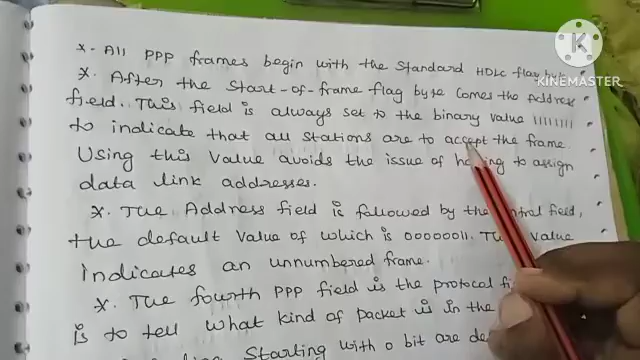 *. All PPP frames begin with the Standard HDLC flag
*. After the Start-of-frame flag byte comes the Address
field. This field is always set to the binary value 11111111
to indicate that all stations are to accept the frame.
Using this value avoids the issue of having to assign
data link addresses.
*. The Address field is followed by the control field,
the default value of which is 00000011. This value
indicates an unnumbered frame.
*. The fourth PPP field is the protocol
is to tell what kind of packet is in the
Starting with 0 bit are
K
KINEMASTER